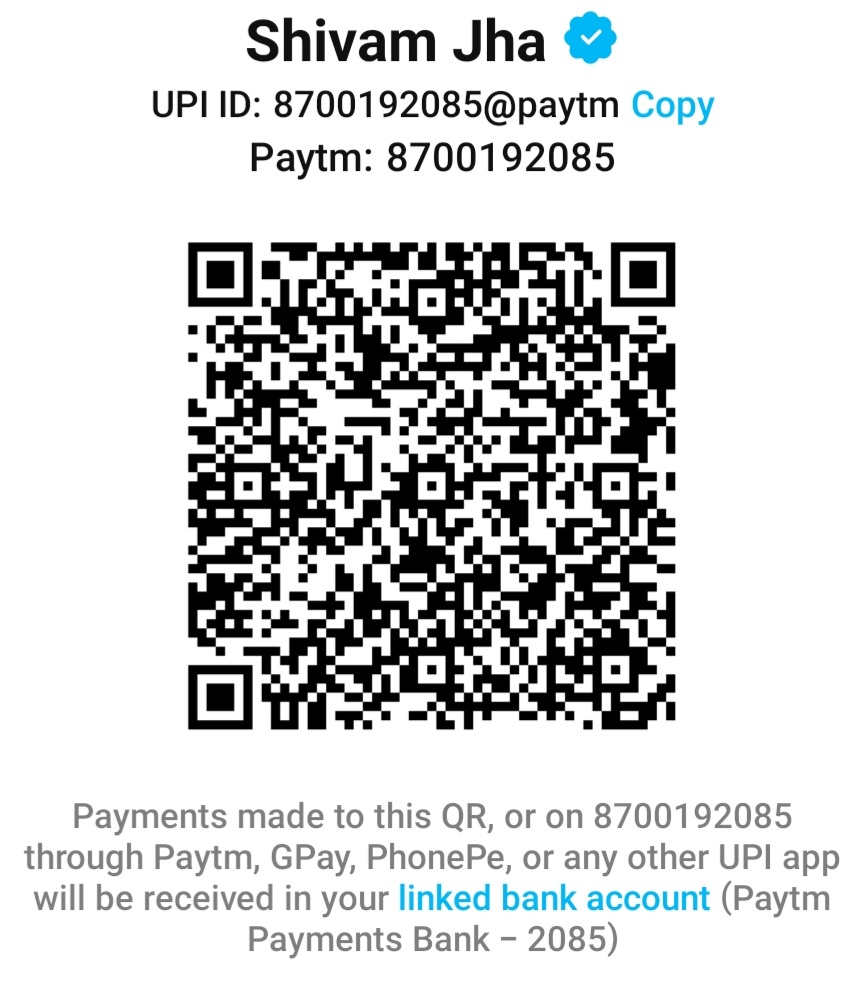 Shivam Jha
UPI ID: 8700192085@paytm Copy
Paytm: 8700192085
Payments made to this QR, or on 8700192085
through Paytm, GPay, PhonePe, or any other UPI app
will be received in your linked bank account (Paytm
Payments Bank – 2085)